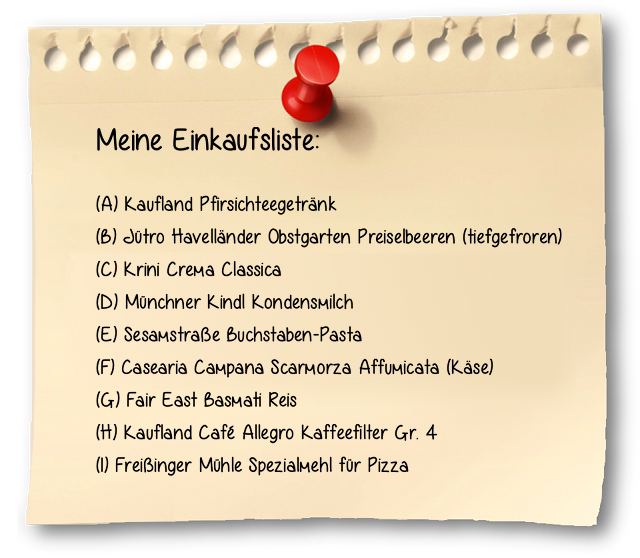 Meine Einkaufsliste:
(A) Kaufland Pfirsichteegetränk
(B) Jütro Havelländer Obstgarten Preiselbeeren (tiefgefroren)
(C) Krini Crema Classica
(D) Münchner Kindl Kondensmilch
(E) Sesamstraße Buchstaben-Pasta
(F) Casearia Campana Scarmorza Affumicata (Käse)
(G) Fair East Basmati Reis
(H) Kaufland Café Allegro Kaffeefilter Gr. 4
(I) Freißinger Mühle Spezialmehl für Pizza